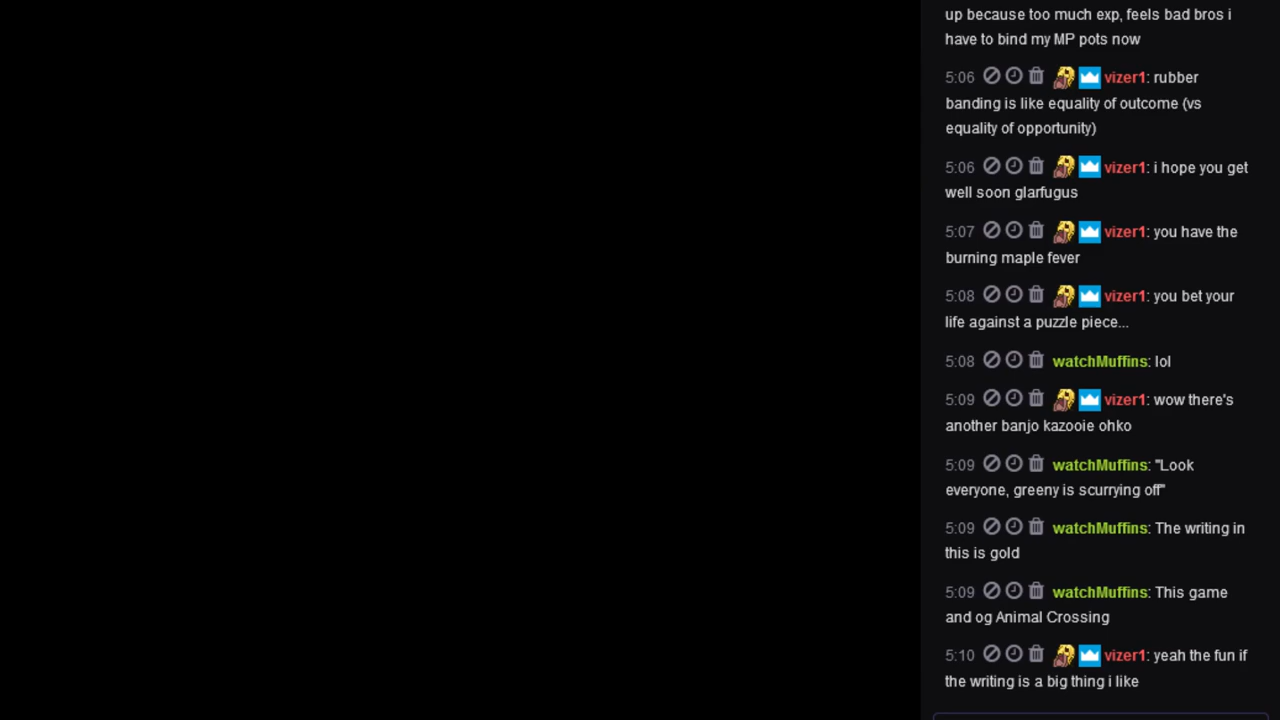 up because too much exp, feels bad bros i
have to bind my MP pots now
5:06 vizer1: rubber
banding is like equality of outcome (vs
equality of opportunity)
5:06 vizer1: i hope you get
well soon glarfugus
5:07 vizer1: you have the
burning maple fever
5:08 vizer1: you bet your
life against a puzzle piece...
5:08 watchMuffins: lol
5:09 vizer1: wow there's
another banjo kazooie ohko
5:09 watchMuffins: "Look
everyone, greeny is scurrying off"
5:09 watchMuffins: The writing in
this is gold
5:09 watchMuffins: This game
and og Animal Crossing
5:10 vizer1: yeah the fun if
the writing is a big thing i like